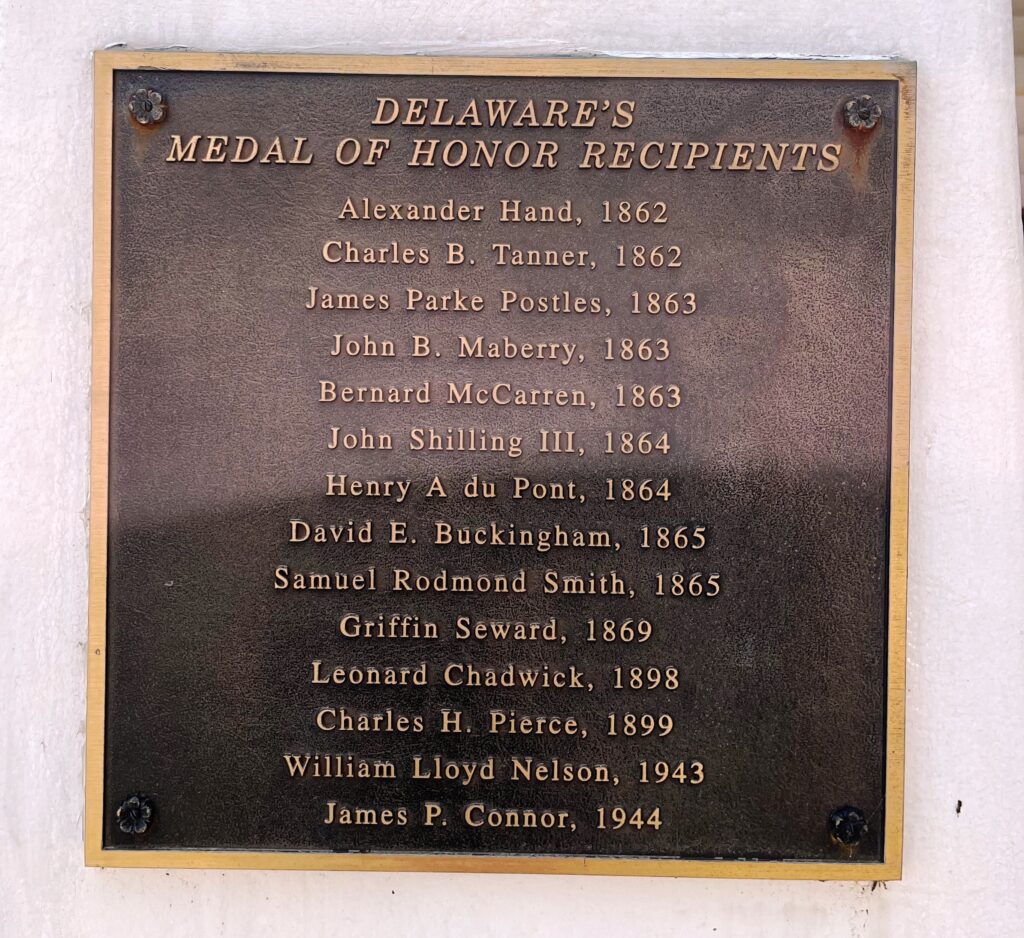 DELAWARE'S
MEDAL OF HONOR RECIPIENTS
Alexander Hand, 1862
Charles B. Tanner, 1862
James Parke Postles, 1863
John B. Maberry, 1863
Bernard McCarren, 1863
John Shilling III, 1864
Henry A du Pont, 1864
David E. Buckingham, 1865
Samuel Rodmond Smith, 1865
Griffin Seward, 1869
Leonard Chadwick, 1898
Charles H. Pierce, 1899
William Lloyd Nelson, 1943
James P. Connor, 1944